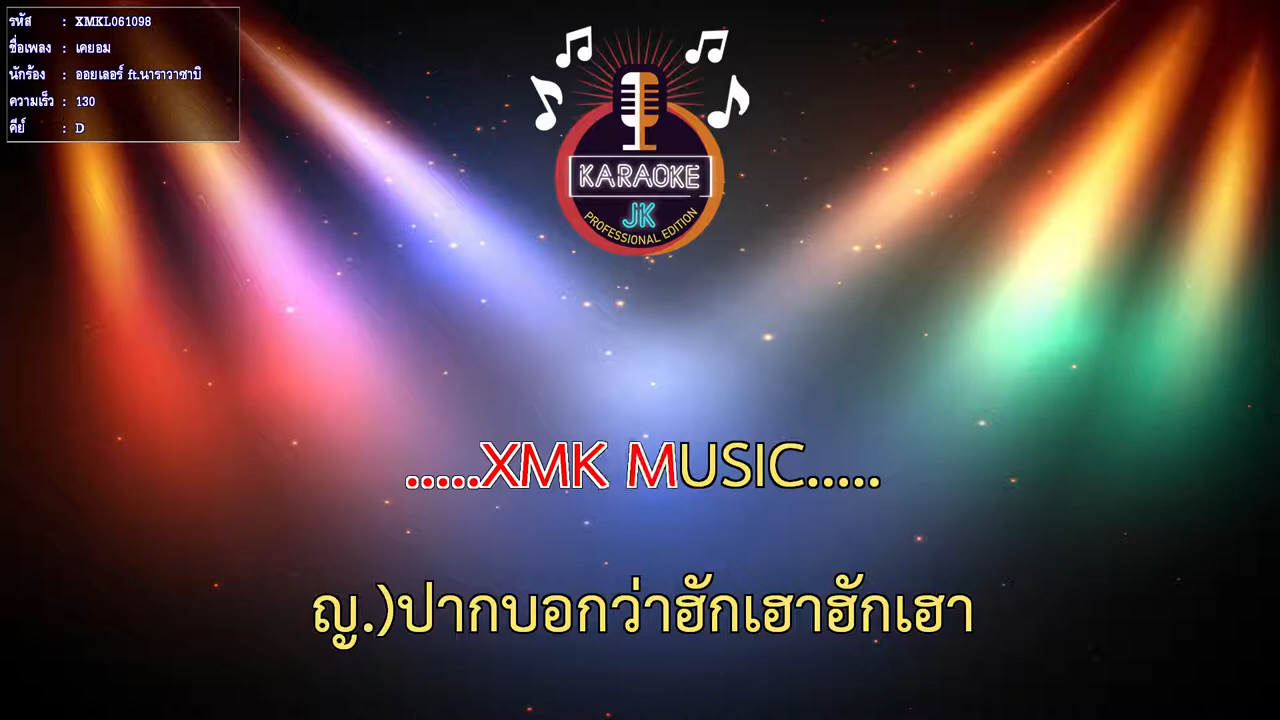 รหัส : XMKL061098
ชื่อเพลง : เคยอม
นักร้อง : ออยเลอร์ ft.นาราวาซาบิ
ความเร็ว : 130
คีย์ : D
KARAOKE
JK
PROFESSIONAL EDITION
.....XMK MUSIC.....
ญ.)ปากบอกว่าฮักเฮาฮักเฮา